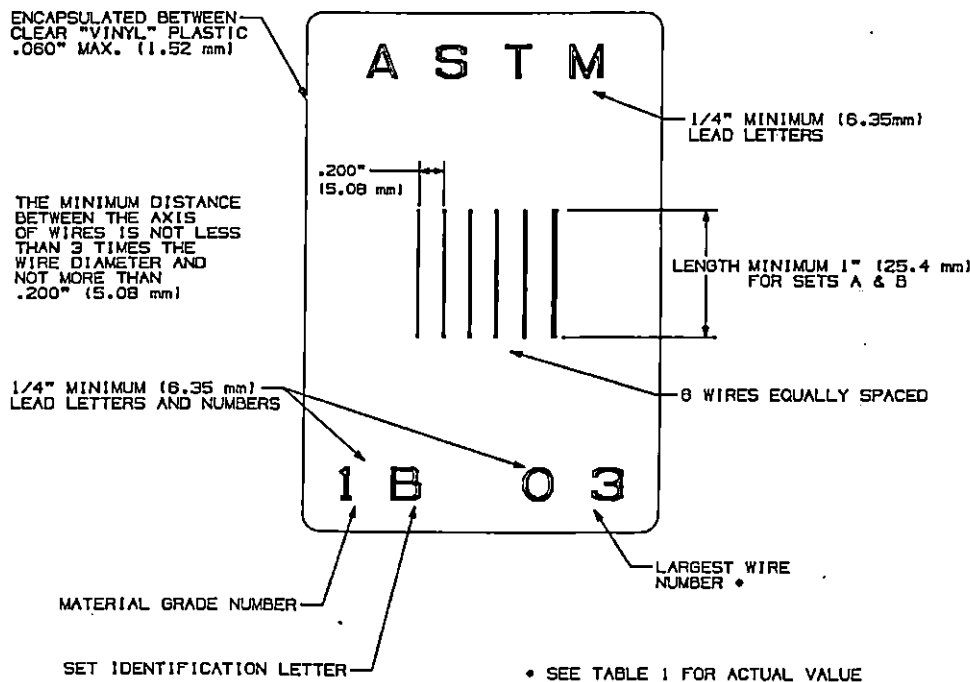 ENCAPSULATED BETWEEN
CLEAR "VINYL" PLASTIC
.060" MAX. (1.52 mm)
A S T M
1/4" MINIMUM (6.35mm)
LEAD LETTERS
.200"
(5.08 mm)
THE MINIMUM DISTANCE
BETWEEN THE AXIS
OF WIRES IS NOT LESS
THAN 3 TIMES THE
WIRE DIAMETER AND
NOT MORE THAN
.200" (5.08 mm)
LENGTH MINIMUM 1" (25.4 mm)
FOR SETS A & B
1/4" MINIMUM (6.35 mm)
LEAD LETTERS AND NUMBERS
6 WIRES EQUALLY SPACED
1 B 0 3
LARGEST WIRE
NUMBER •
MATERIAL GRADE NUMBER
SET IDENTIFICATION LETTER
• SEE TABLE 1 FOR ACTUAL VALUE